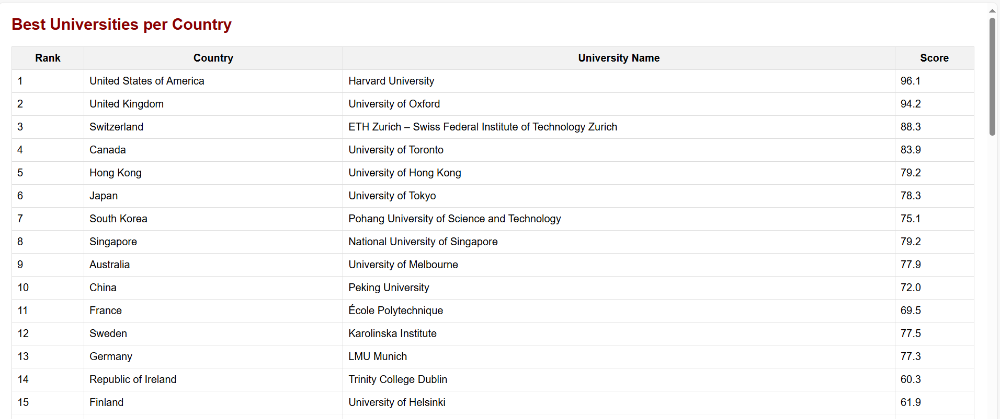 Best Universities per Country
Rank Country University Name Score
1 United States of America Harvard University 96.1
2 United Kingdom University of Oxford 94.2
3 Switzerland ETH Zurich – Swiss Federal Institute of Technology Zurich 88.3
4 Canada University of Toronto 83.9
5 Hong Kong University of Hong Kong 79.2
6 Japan University of Tokyo 78.3
7 South Korea Pohang University of Science and Technology 75.1
8 Singapore National University of Singapore 79.2
9 Australia University of Melbourne 77.9
10 China Peking University 72.0
11 France École Polytechnique 69.5
12 Sweden Karolinska Institute 77.5
13 Germany LMU Munich 77.3
14 Republic of Ireland Trinity College Dublin 60.3
15 Finland University of Helsinki 61.9